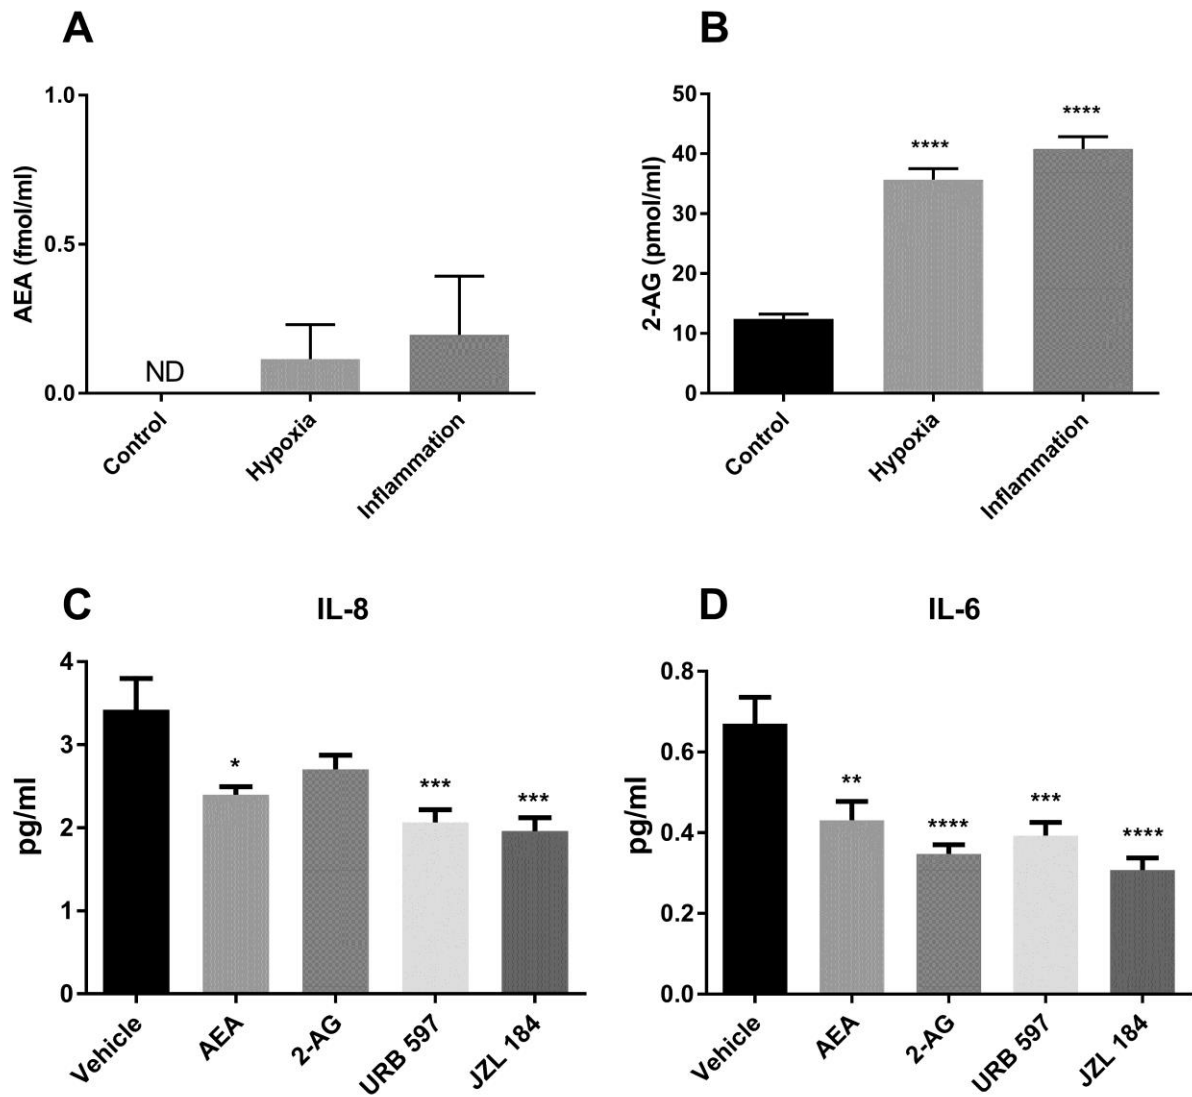 A
AEA (fmol/ml)
1.0
0.5
0.0
ND
Control
Hypoxia
Inflammation
B
2-AG (pmol/ml)
50
40
30
20
10
0
****
****
Control
Hypoxia
Inflammation
C
IL-8
pg/ml
4
3
2
1
0
*
***
***
Vehicle
AEA
2-AG
URB 597
JZL 184
D
IL-6
pg/ml
0.8
0.6
0.4
0.2
0.0
**
****
***
****
Vehicle
AEA
2-AG
URB 597
JZL 184